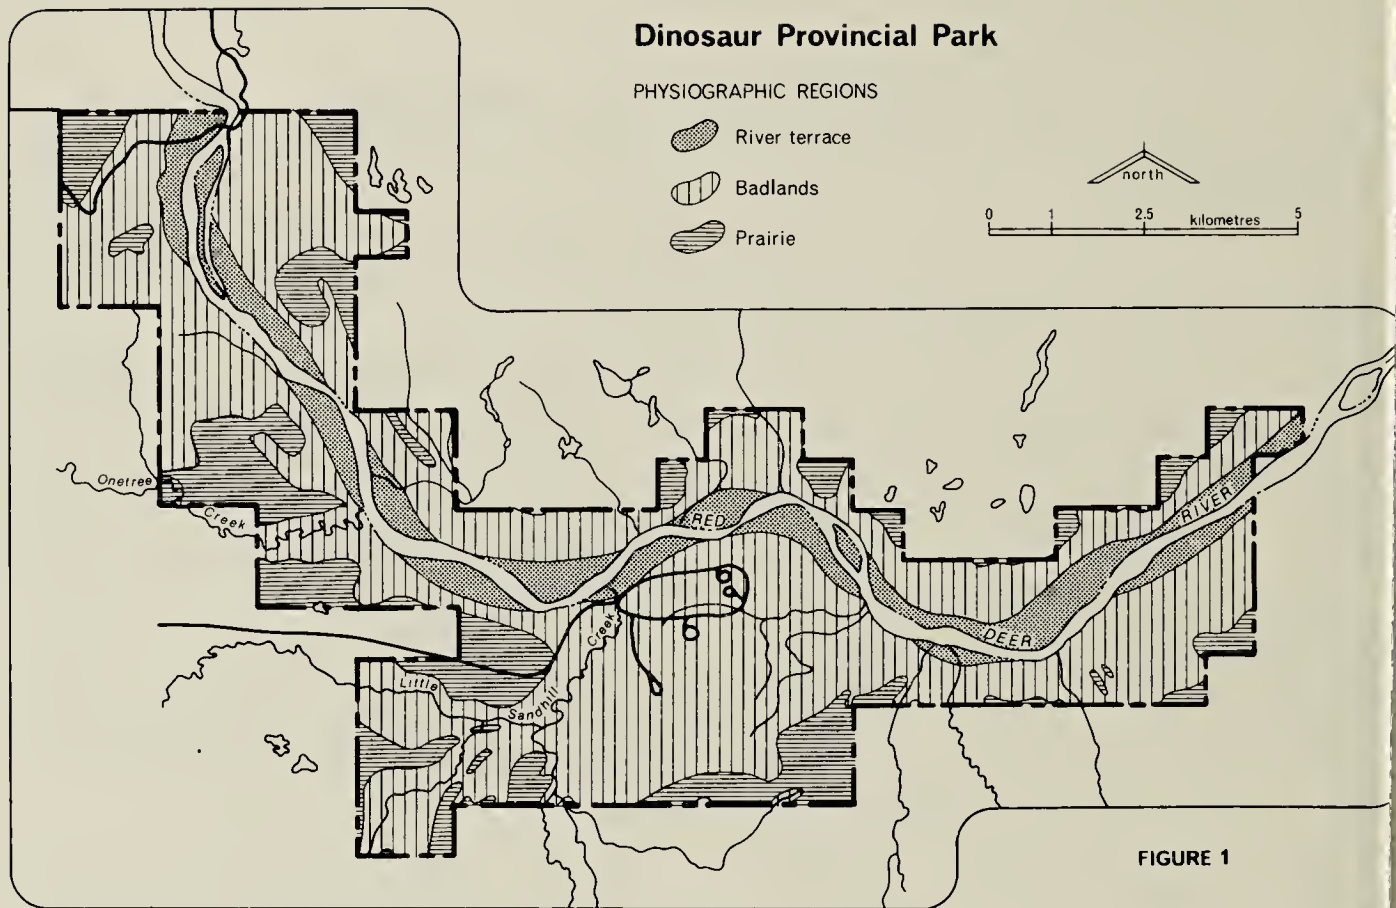 Dinosaur Provincial Park
PHYSIOGRAPHIC REGIONS
River terrace
Badlands
Prairie
north
0 1 2.5 kilometres 5
Onetree
Creek
RED
RIVER
DEER
Creek
Little
Sandhill
FIGURE 1